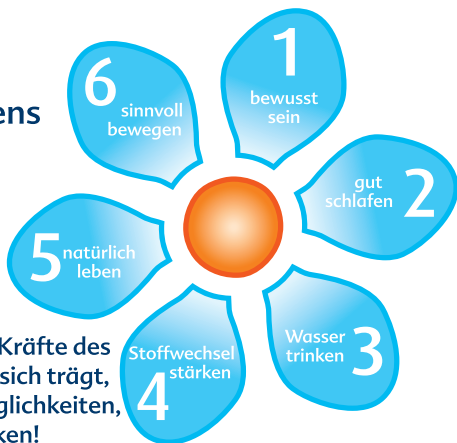 ens
1
bewusst
sein
2
gut
schlafen
3
Wasser
trinken
4
Stoffwechsel
stärken
5
natürlich
leben
6
sinnvoll
bewegen
Kräfte des
sich trägt,
glichkeiten,
ken!